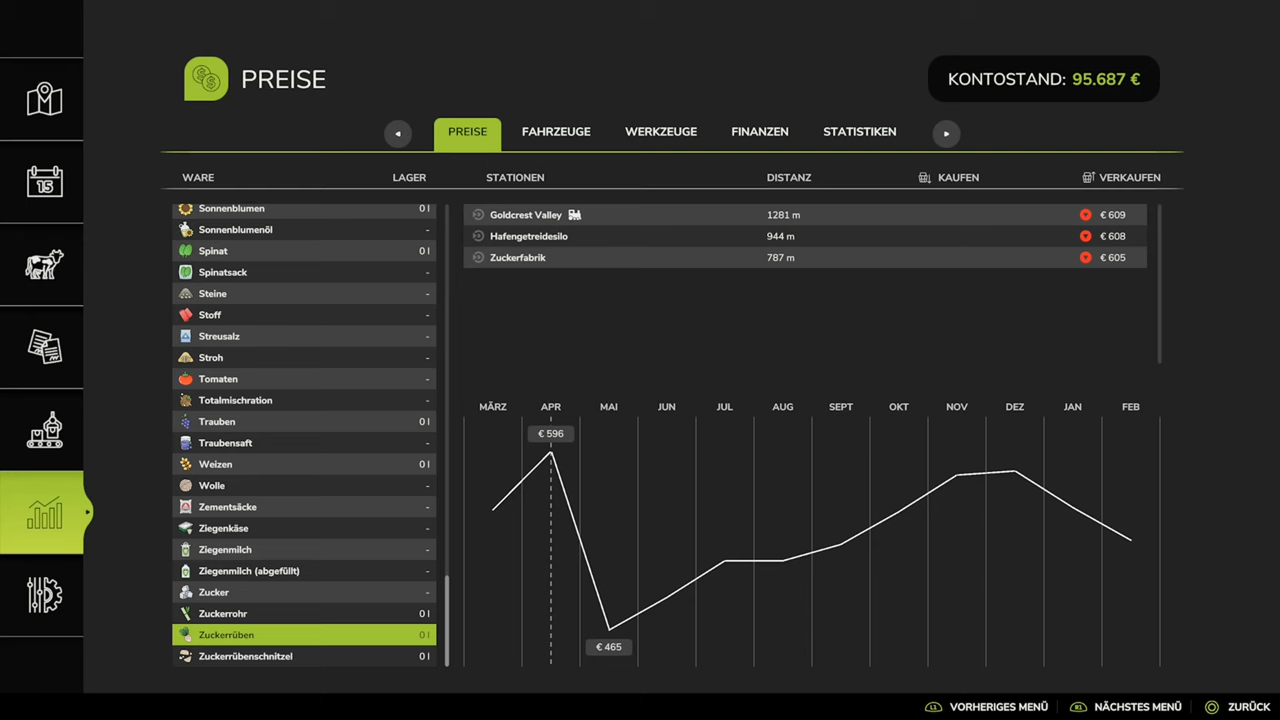 PREISE
KONTOSTAND: 95.687 €
PREISE FAHRZEUGE WERKZEUGE FINANZEN STATISTIKEN
WARE LAGER STATIONEN DISTANZ KAUFEN VERKAUFEN
15
Sonnenblumen 0 l
Sonnenblumenöl -
Spinat 0 l
Spinatsack -
Steine -
Stoff -
Streusalz -
Stroh -
Tomaten -
Totalmischration -
Trauben 0 l
Traubensaft -
Weizen 0 l
Wolle -
Zementsäcke -
Ziegenkäse -
Ziegenmilch -
Ziegenmilch (abgefüllt) -
Zucker -
Zuckerrohr 0 l
Zuckerrüben 0 l
Zuckerrübenschnitzel 0 l
Goldcrest Valley 1281 m € 609
Hafengetreidesilo 944 m € 608
Zuckerfabrik 787 m € 605
MÄRZ APR MAI JUN JUL AUG SEPT OKT NOV DEZ JAN FEB
€ 596
€ 465
L1 VORHERIGES MENÜ R1 NÄCHSTES MENÜ ZURÜCK